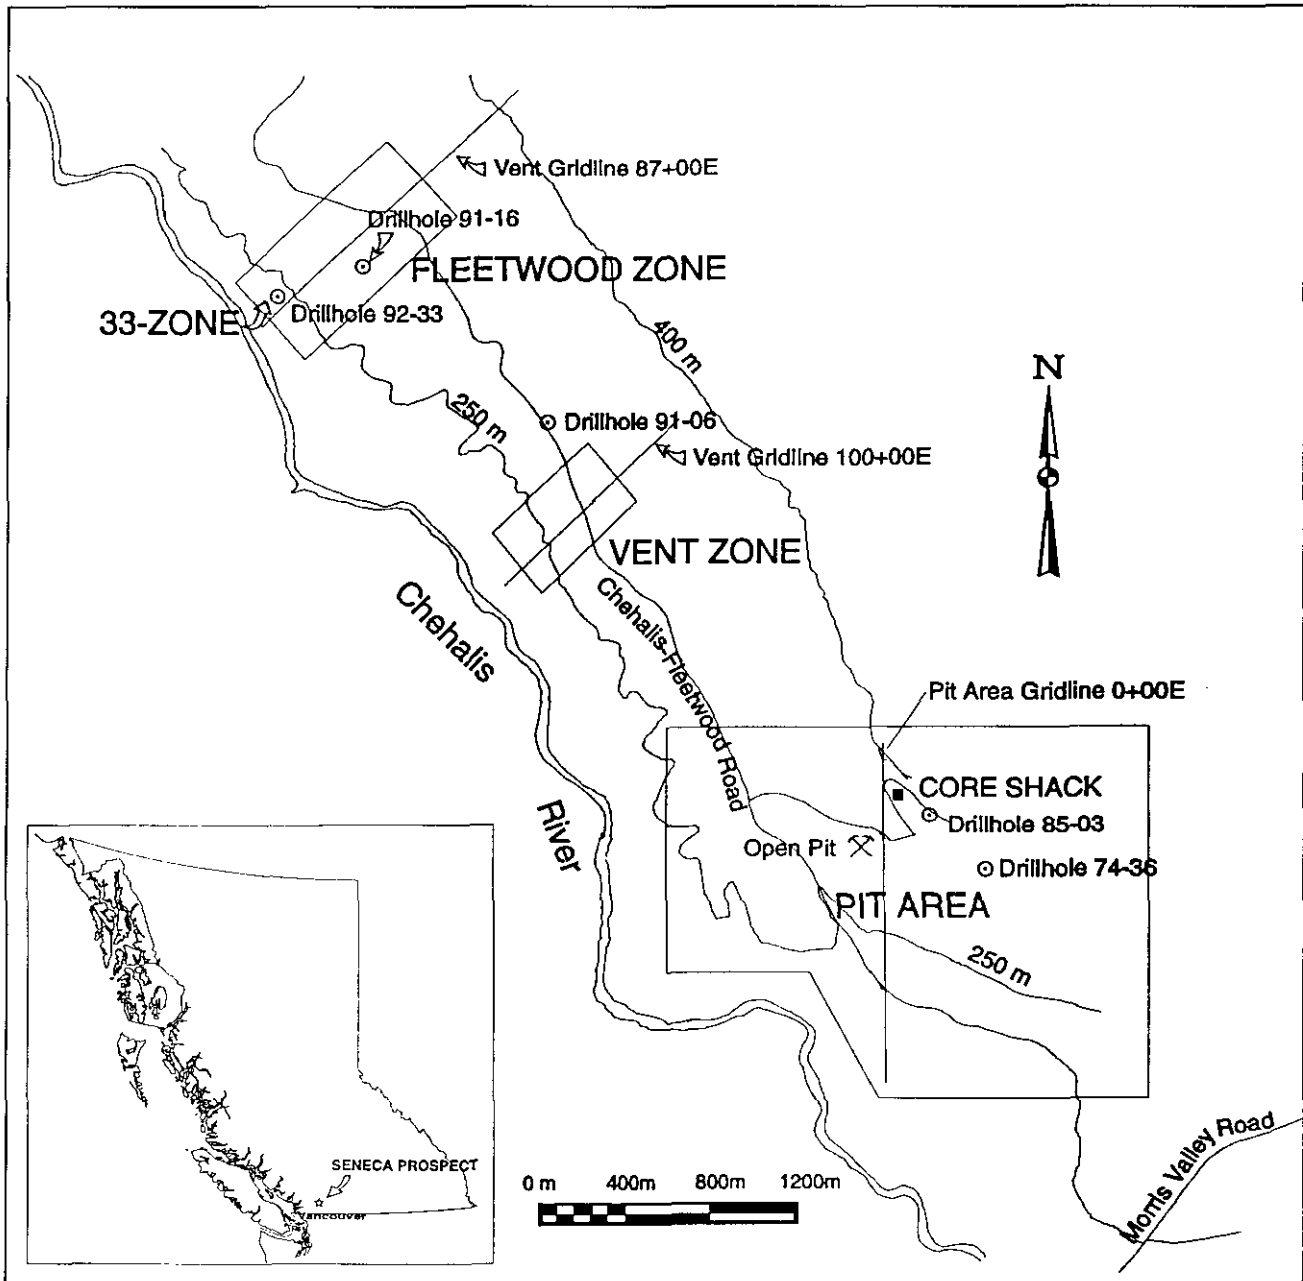 Vent Gridline 87+00E
Drillhole 91-16
FLEETWOOD ZONE
Drillhole 92-33
33-ZONE
400 m
N
250 m
Drillhole 91-06
Vent Gridline 100+00E
VENT ZONE
Chehalis
River
Chehalis-Fleetwood Road
Pit Area Gridline 0+00E
CORE SHACK
Drillhole 85-03
Open Pit
Drillhole 74-36
PIT AREA
250 m
Morris Valley Road
SENECA PROSPECT
Vancouver
0 m 400m 800m 1200m